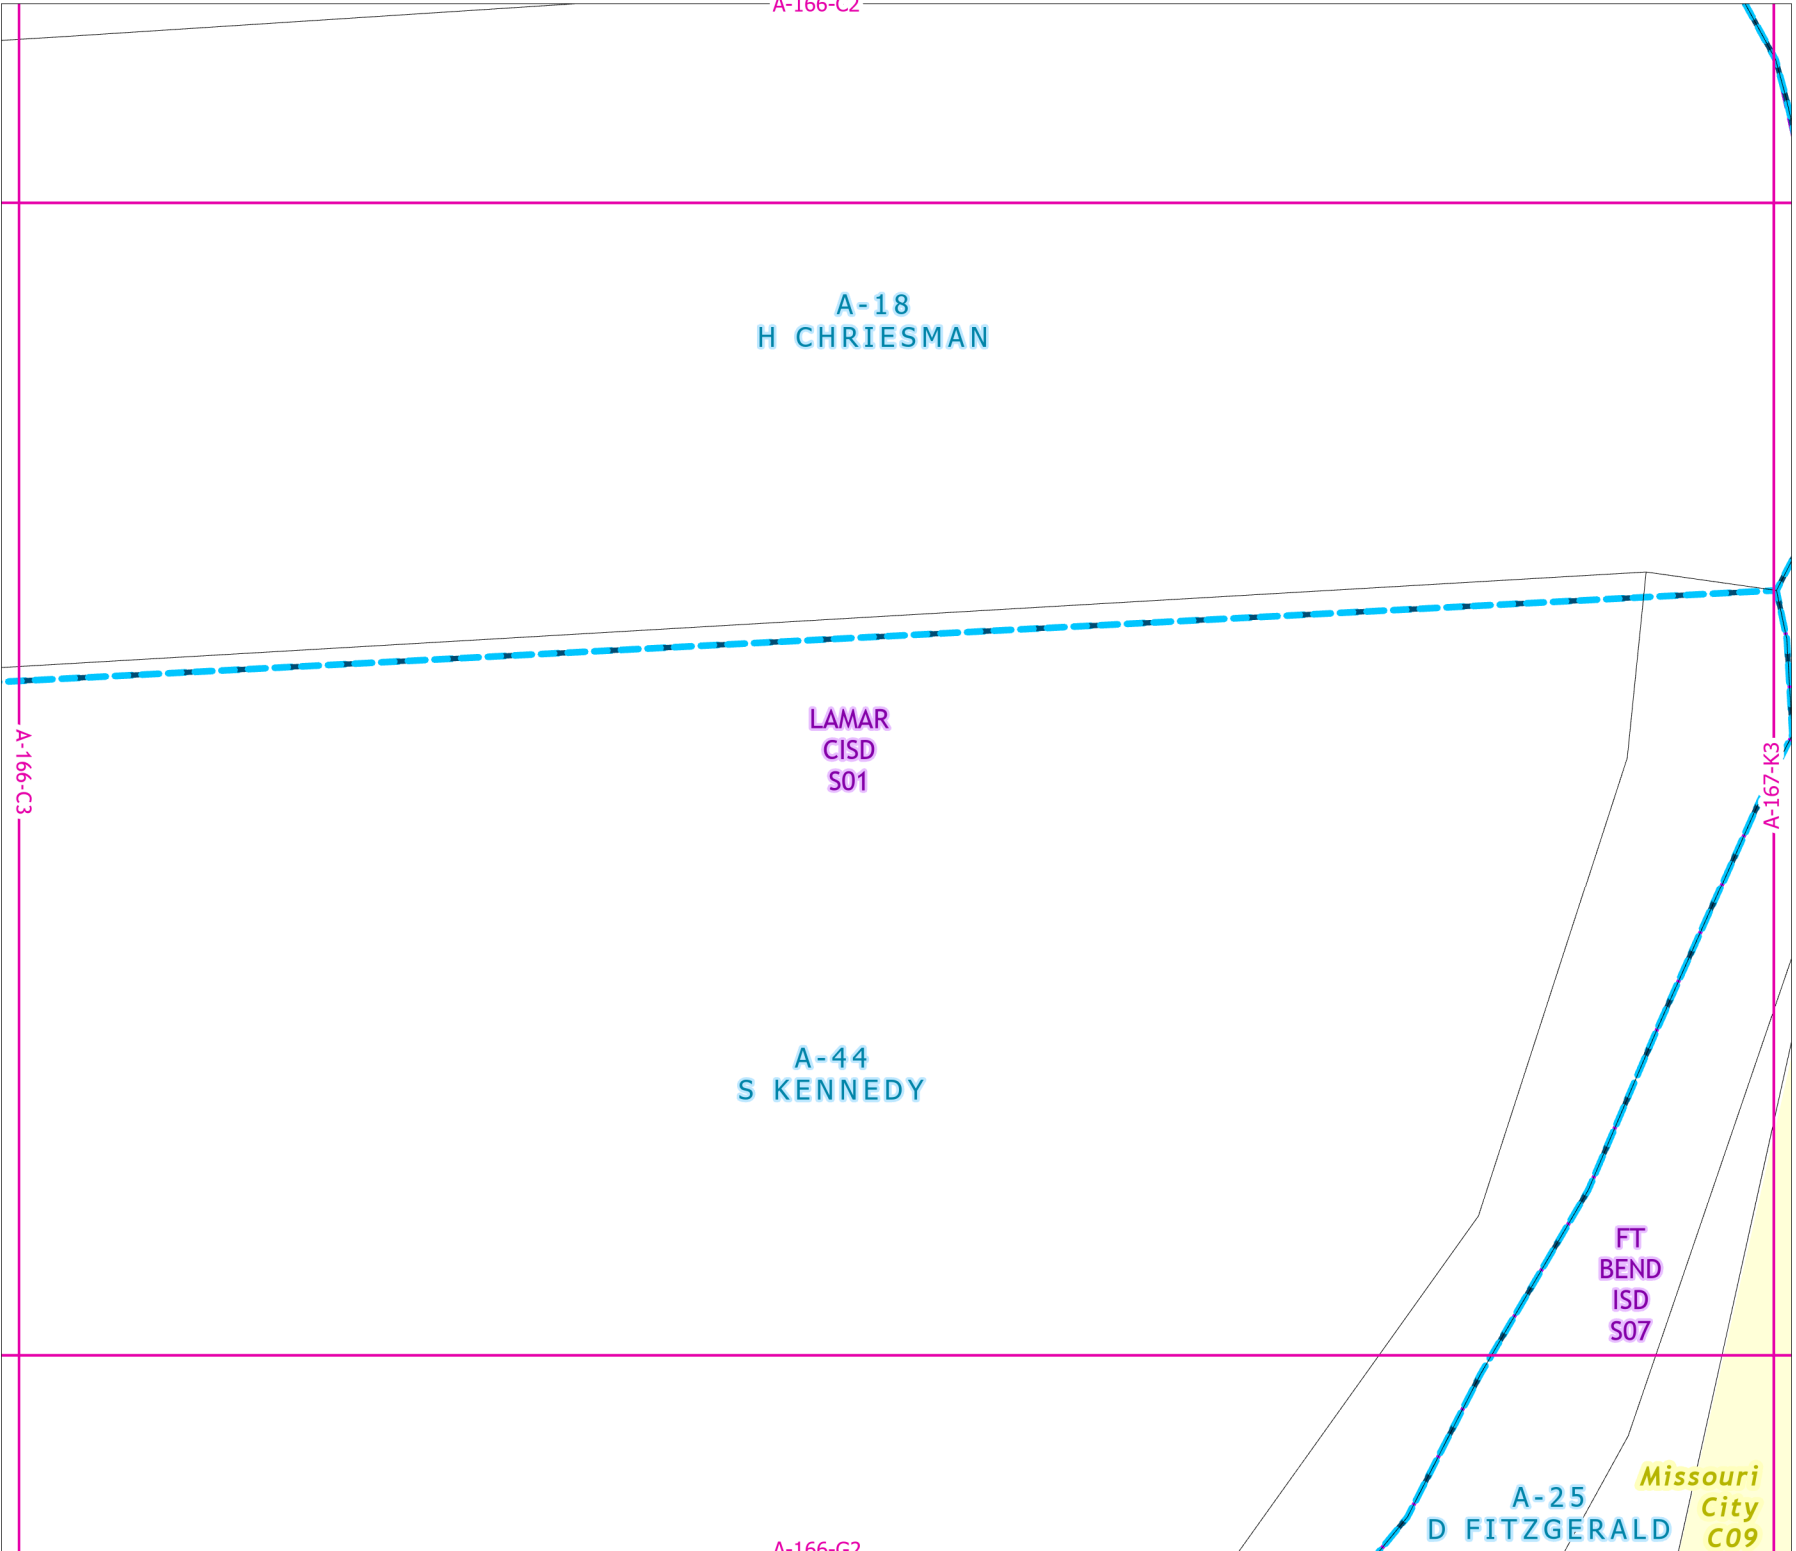 A-166-C2
A-18
H CHRIESMAN
LAMAR
CISD
S01
A-166-C3
A-167-K3
A-44
S KENNEDY
FT
BEND
ISD
S07
Missouri
City
C09
A-25
D FITZGERALD
A-166-G2